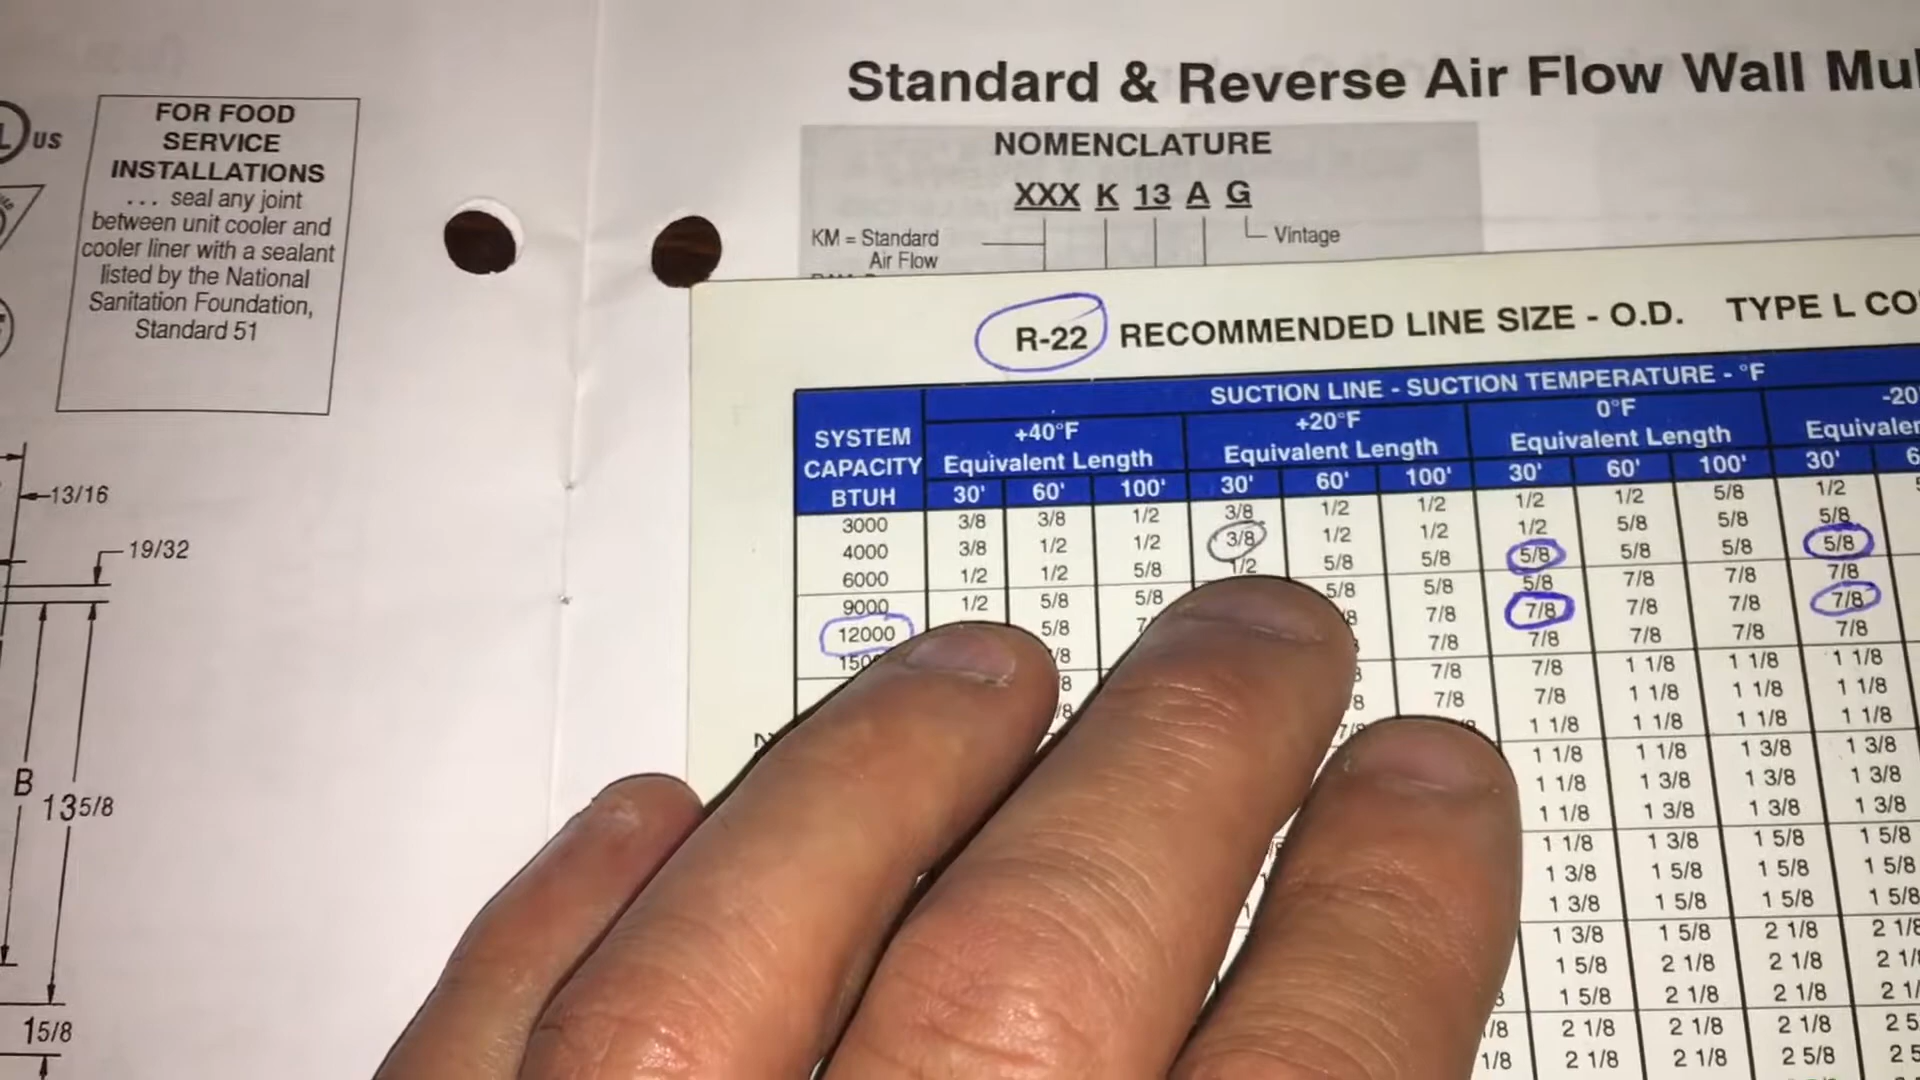 US
FOR FOOD
SERVICE
INSTALLATIONS
... seal any joint
between unit cooler and
cooler liner with a sealant
listed by the National
Sanitation Foundation,
Standard 51
13/16
19/32
B
13 5/8
1 5/8
Standard & Reverse Air Flow Wall
NOMENCLATURE
XXX K 13 A G
KM = Standard
Air Flow
Vintage
R-22 RECOMMENDED LINE SIZE - O.D. TYPE L
SUCTION LINE - SUCTION TEMPERATURE - °F
SYSTEM
CAPACITY
BTUH
+40°F +20°F 0°F -20
Equivalent Length Equivalent Length Equivalent Length
30' 60' 100' 30' 60' 100' 30' 60' 100' 30'
3000 3/8 3/8 1/2 3/8 1/2 1/2 1/2 1/2 5/8 1/2
4000 3/8 1/2 1/2 3/8 1/2 1/2 1/2 5/8 5/8 5/8
6000 1/2 1/2 5/8 1/2 5/8 5/8 5/8 5/8 5/8 5/8
9000 1/2 5/8 5/8 5/8 5/8 5/8 7/8 7/8 7/8
12000 5/8 7/8 7/8 7/8 7/8 7/8
7/8 7/8 7/8 7/8 7/8
7/8 7/8 1 1/8 1 1/8 1 1/8
7/8 7/8 1 1/8 1 1/8 1 1/8
1 1/8 1 1/8 1 1/8 1 1/8
1 1/8 1 1/8 1 3/8 1 3/8
1 1/8 1 3/8 1 3/8 1 3/8
1 1/8 1 3/8 1 3/8 1 3/8
1 1/8 1 3/8 1 5/8 1 5/8
1 3/8 1 5/8 1 5/8 1 5/8
1 3/8 1 5/8 1 5/8 1 5/8
1 3/8 1 5/8 2 1/8
1 5/8 2 1/8 2 1/8
1 5/8 2 1/8 2 1/8
2 1/8 2 1/8 2 1/8
2 1/8 2 1/8 2 5/8